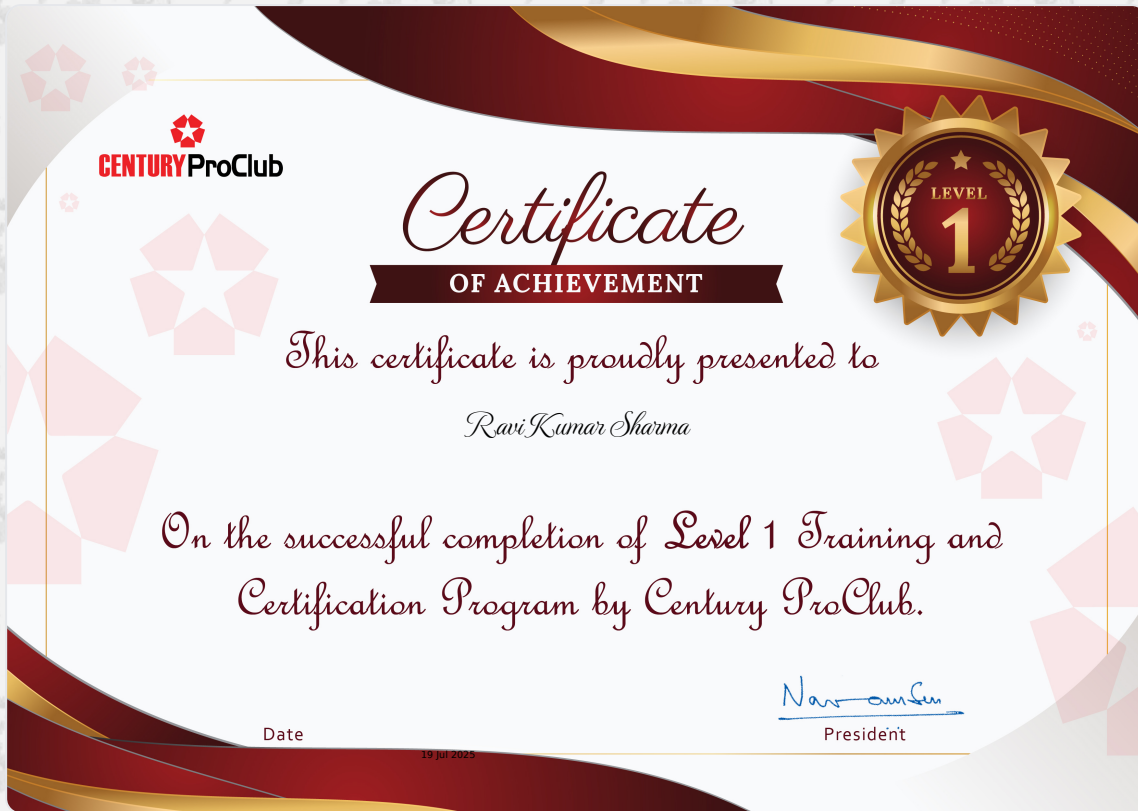 CENTURY ProClub
LEVEL
1
Certificate
OF ACHIEVEMENT
This certificate is proudly presented to
Ravi Kumar Sharma
On the successful completion of Level 1 Training and
Certification Program by Century ProClub.
Date
19 Jul 2025
President